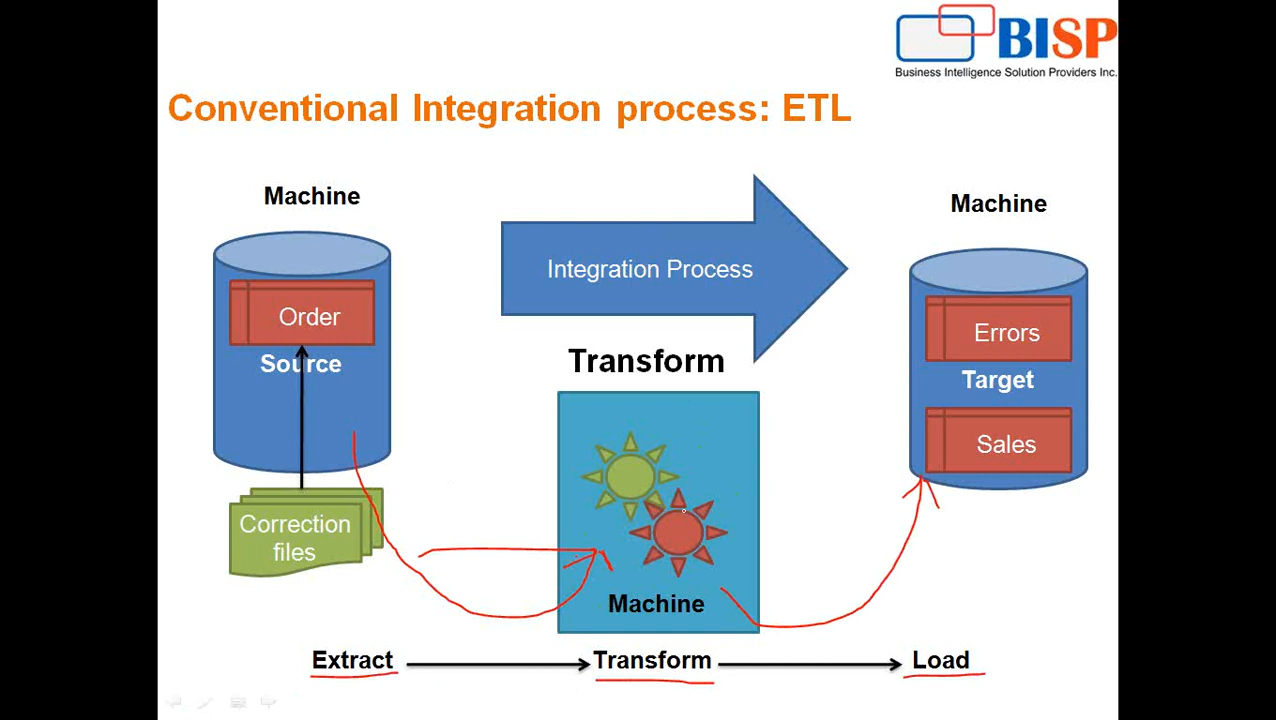 BISP
Business Intelligence Solution Providers Inc.
Conventional Integration process: ETL
Machine
Machine
Integration Process
Order
Source
Errors
Target
Sales
Transform
Correction
files
Machine
Extract
Transform
Load